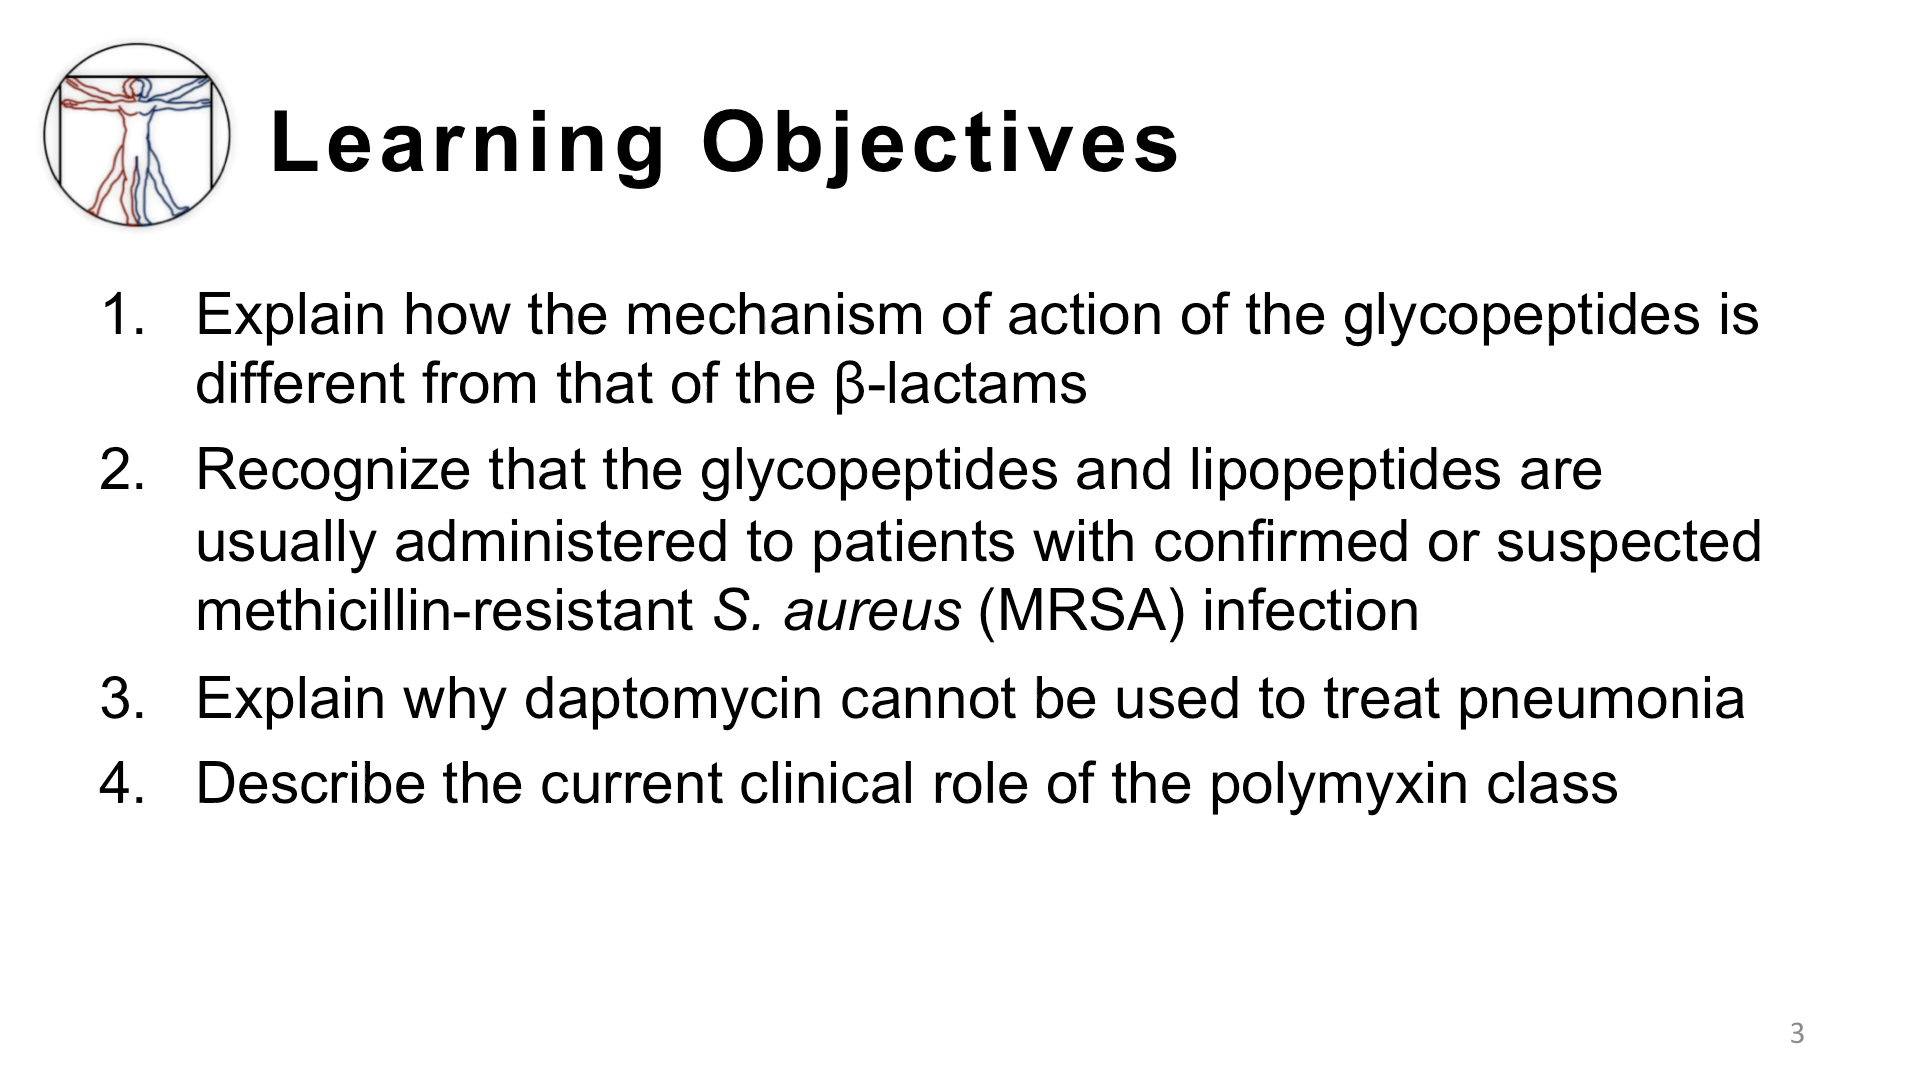 Learning Objectives
1. Explain how the mechanism of action of the glycopeptides is
different from that of the β-lactams
2. Recognize that the glycopeptides and lipopeptides are
usually administered to patients with confirmed or suspected
methicillin-resistant S. aureus (MRSA) infection
3. Explain why daptomycin cannot be used to treat pneumonia
4. Describe the current clinical role of the polymyxin class
3